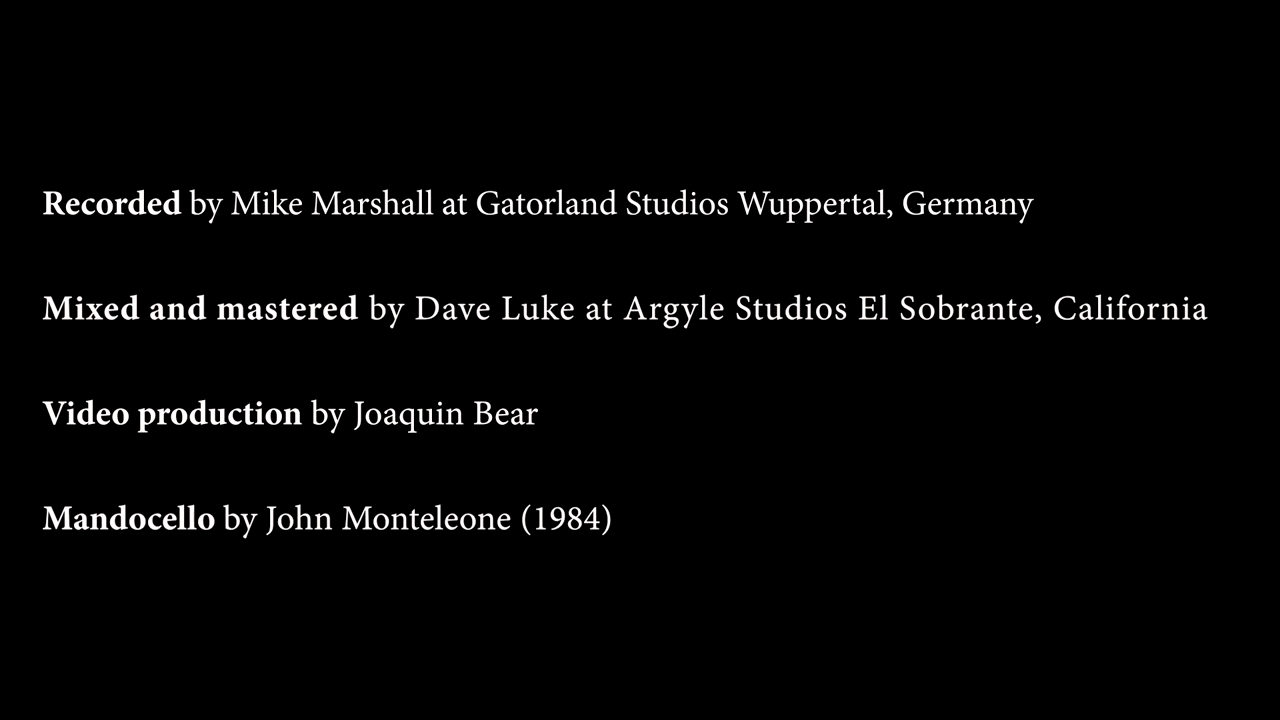 Recorded by Mike Marshall at Gatorland Studios Wuppertal, Germany
Mixed and mastered by Dave Luke at Argyle Studios El Sobrante, California
Video production by Joaquin Bear
Mandocello by John Monteleone (1984)